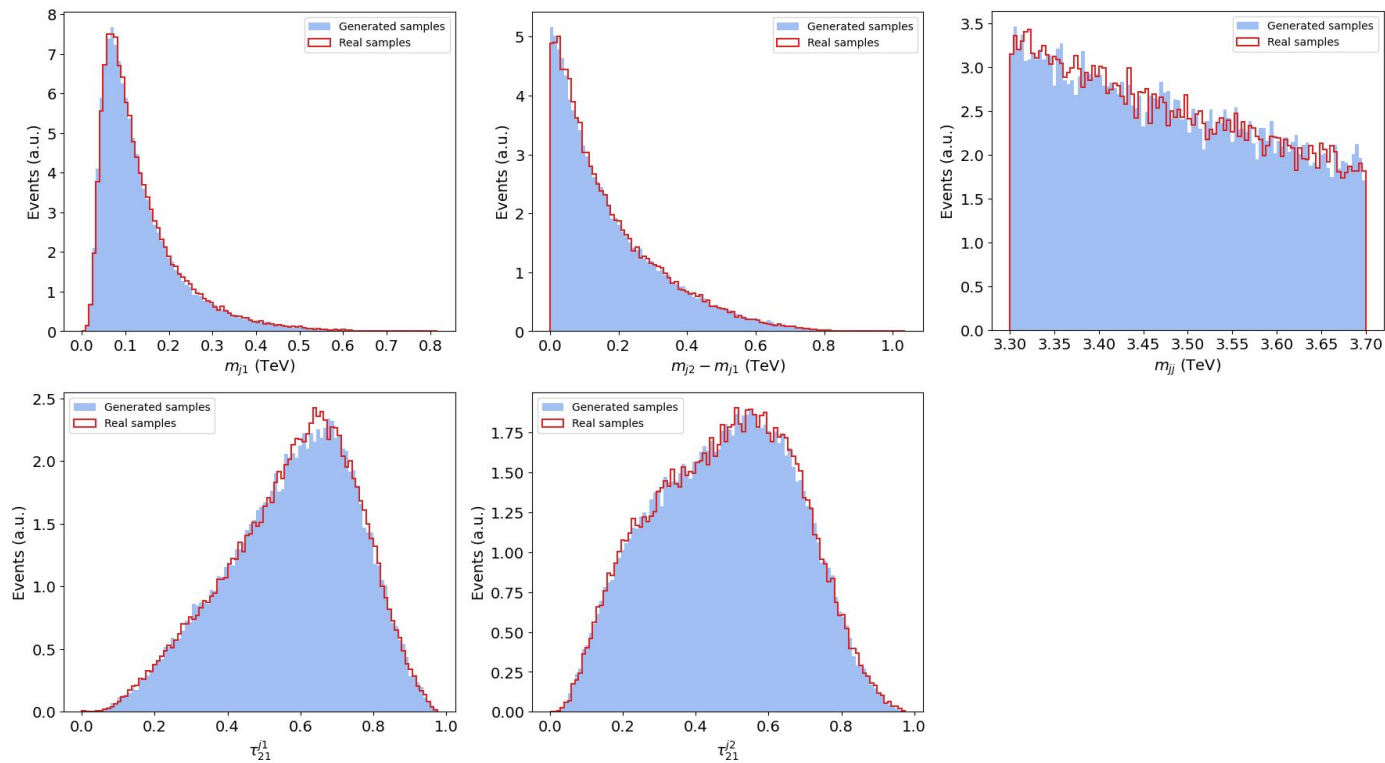 Events (a.u.)
8
7
6
5
4
3
2
1
0
Generated samples
Real samples
0.0 0.1 0.2 0.3 0.4 0.5 0.6 0.7 0.8
m_{j1} (TeV)
Events (a.u.)
5
4
3
2
1
0
Generated samples
Real samples
0.0 0.2 0.4 0.6 0.8 1.0
m_{j2} − m_{j1} (TeV)
Events (a.u.)
3.5
3.0
2.5
2.0
1.5
1.0
0.5
0.0
Generated samples
Real samples
3.30 3.35 3.40 3.45 3.50 3.55 3.60 3.65 3.70
m_{jj} (TeV)
Events (a.u.)
2.5
2.0
1.5
1.0
0.5
0.0
Generated samples
Real samples
0.0 0.2 0.4 0.6 0.8 1.0
τ_{21}^{j1}
Events (a.u.)
1.75
1.50
1.25
1.00
0.75
0.50
0.25
0.00
Generated samples
Real samples
0.0 0.2 0.4 0.6 0.8 1.0
τ_{21}^{j2}